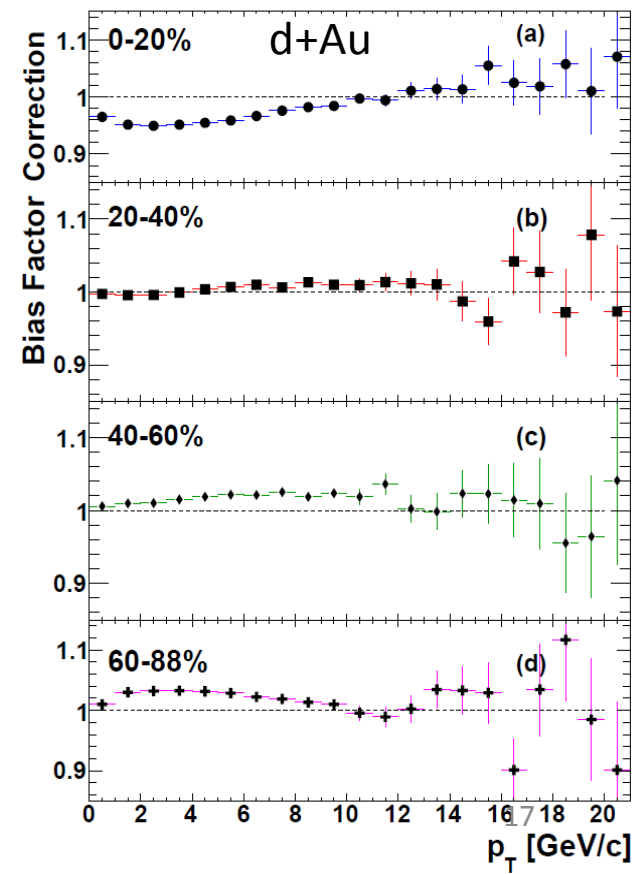 d+Au
Bias Factor Correction
0-20%
(a)
1.1
1
0.9
20-40%
(b)
1.1
1
0.9
40-60%
(c)
1.1
1
0.9
60-88%
(d)
1.1
1
0.9
0 2 4 6 8 10 12 14 16 18 20
17
p_T [GeV/c]